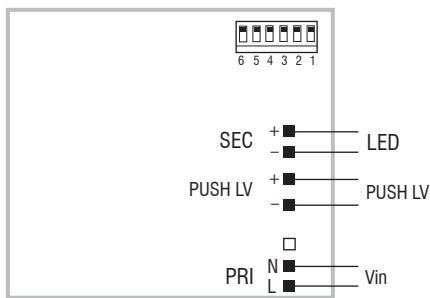 6 5 4 3 2 1
SEC + LED
−
PUSH LV + PUSH LV
−
PRI N Vin
L